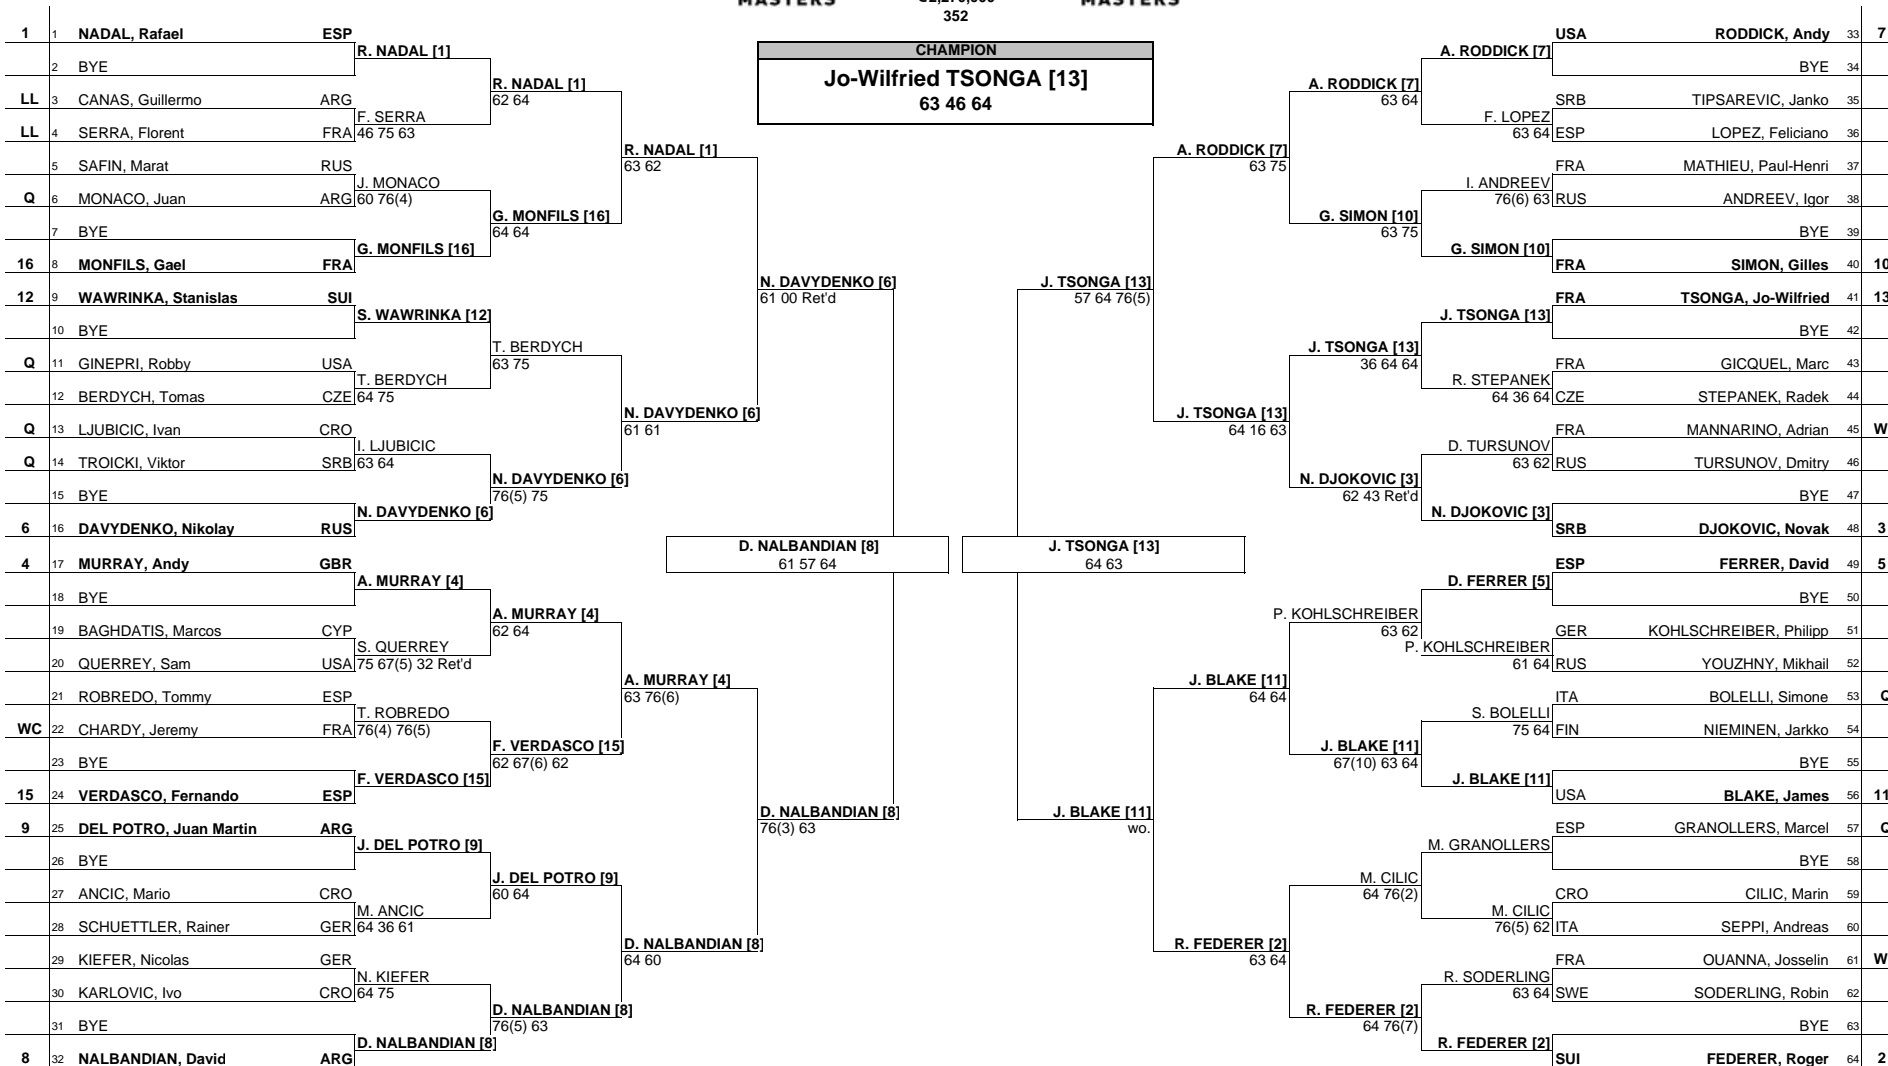 352
CHAMPION
Jo-Wilfried TSONGA [13]
63 46 64
1 1 NADAL, Rafael ESP
R. NADAL [1]
2 BYE
R. NADAL [1]
62 64
LL 3 CANAS, Guillermo ARG
F. SERRA
LL 4 SERRA, Florent FRA 46 75 63
R. NADAL [1]
63 62
5 SAFIN, Marat RUS
J. MONACO
Q 6 MONACO, Juan ARG 60 76(4)
G. MONFILS [16]
64 64
7 BYE
G. MONFILS [16]
16 8 MONFILS, Gael FRA
N. DAVYDENKO [6]
61 00 Ret'd
12 9 WAWRINKA, Stanislas SUI
S. WAWRINKA [12]
10 BYE
T. BERDYCH
63 75
Q 11 GINEPRI, Robby USA
T. BERDYCH
12 BERDYCH, Tomas CZE 64 75
N. DAVYDENKO [6]
61 61
Q 13 LJUBICIC, Ivan CRO
I. LJUBICIC
Q 14 TROICKI, Viktor SRB 63 64
N. DAVYDENKO [6]
76(5) 75
15 BYE
N. DAVYDENKO [6]
6 16 DAVYDENKO, Nikolay RUS
D. NALBANDIAN [8]
61 57 64
4 17 MURRAY, Andy GBR
A. MURRAY [4]
18 BYE
A. MURRAY [4]
62 64
19 BAGHDATIS, Marcos CYP
S. QUERREY
20 QUERREY, Sam USA 75 67(5) 32 Ret'd
A. MURRAY [4]
63 76(6)
21 ROBREDO, Tommy ESP
T. ROBREDO
WC 22 CHARDY, Jeremy FRA 76(4) 76(5)
F. VERDASCO [15]
62 67(6) 62
23 BYE
F. VERDASCO [15]
15 24 VERDASCO, Fernando ESP
D. NALBANDIAN [8]
76(3) 63
9 25 DEL POTRO, Juan Martin ARG
J. DEL POTRO [9]
26 BYE
J. DEL POTRO [9]
60 64
27 ANCIC, Mario CRO
M. ANCIC
28 SCHUETTLER, Rainer GER 64 36 61
D. NALBANDIAN [8]
64 60
29 KIEFER, Nicolas GER
N. KIEFER
30 KARLOVIC, Ivo CRO 64 75
D. NALBANDIAN [8]
76(5) 63
31 BYE
D. NALBANDIAN [8]
8 32 NALBANDIAN, David ARG
USA RODDICK, Andy 33 7
A. RODDICK [7]
BYE 34
A. RODDICK [7]
63 64
SRB TIPSAREVIC, Janko 35
F. LOPEZ
63 64 ESP LOPEZ, Feliciano 36
A. RODDICK [7]
63 75
FRA MATHIEU, Paul-Henri 37
I. ANDREEV
76(6) 63 RUS ANDREEV, Igor 38
G. SIMON [10]
63 75
BYE 39
G. SIMON [10]
FRA SIMON, Gilles 40 10
J. TSONGA [13]
57 64 76(5)
FRA TSONGA, Jo-Wilfried 41 13
J. TSONGA [13]
BYE 42
J. TSONGA [13]
36 64 64
FRA GICQUEL, Marc 43
R. STEPANEK
64 36 64 CZE STEPANEK, Radek 44
J. TSONGA [13]
64 16 63
FRA MANNARINO, Adrian 45 W
D. TURSUNOV
63 62 RUS TURSUNOV, Dmitry 46
N. DJOKOVIC [3]
62 43 Ret'd
BYE 47
N. DJOKOVIC [3]
SRB DJOKOVIC, Novak 48 3
J. TSONGA [13]
64 63
ESP FERRER, David 49 5
D. FERRER [5]
BYE 50
P. KOHLSCHREIBER
63 62
GER KOHLSCHREIBER, Philipp 51
P. KOHLSCHREIBER
61 64 RUS YOUZHNY, Mikhail 52
J. BLAKE [11]
64 64
ITA BOLELLI, Simone 53 Q
S. BOLELLI
75 64 FIN NIEMINEN, Jarkko 54
J. BLAKE [11]
67(10) 63 64
BYE 55
J. BLAKE [11]
USA BLAKE, James 56 11
J. BLAKE [11]
wo.
ESP GRANOLLERS, Marcel 57 Q
M. GRANOLLERS
BYE 58
M. CILIC
64 76(2)
CRO CILIC, Marin 59
M. CILIC
76(5) 62 ITA SEPPI, Andreas 60
R. FEDERER [2]
63 64
FRA OUANNA, Josselin 61 W
R. SODERLING
63 64 SWE SODERLING, Robin 62
R. FEDERER [2]
64 76(7)
BYE 63
R. FEDERER [2]
SUI FEDERER, Roger 64 2